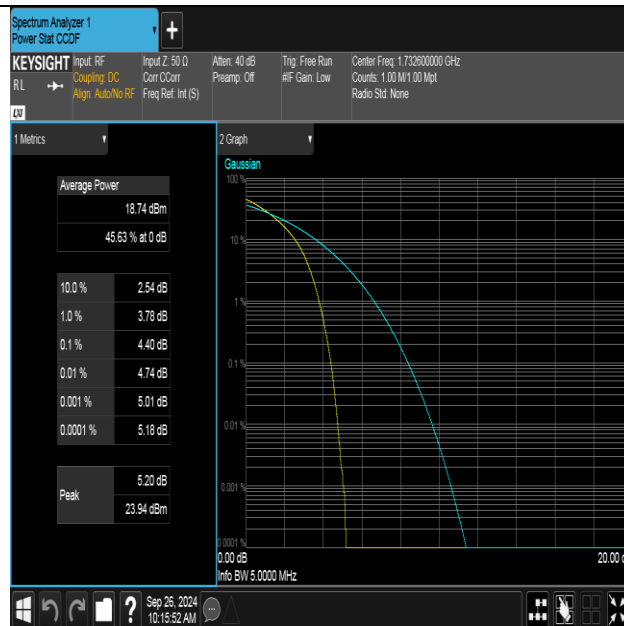 Spectrum Analyzer 1
Power Stat CCDF
+
KEYSIGHT
RL
LXI
Input: RF
Coupling: DC
Align: Auto/No RF
Input Z: 50 Ω
Corr CCorr
Freq Ref: Int (S)
Atten: 40 dB
Preamp: Off
Trig: Free Run
#IF Gain: Low
Center Freq: 1.732600000 GHz
Counts: 1.00 M/1.00 Mpt
Radio Std: None
1 Metrics
Average Power
18.74 dBm
45.63 % at 0 dB
10.0 % 2.54 dB
1.0 % 3.78 dB
0.1 % 4.40 dB
0.01 % 4.74 dB
0.001 % 5.01 dB
0.0001 % 5.18 dB
Peak
5.20 dB
23.94 dBm
2 Graph
Gaussian
100 %
10 %
1 %
0.1 %
0.01 %
0.001 %
0.0001 %
0.00 dB
20.00 d
Info BW 5.0000 MHz
?
Sep 26, 2024
10:15:52 AM